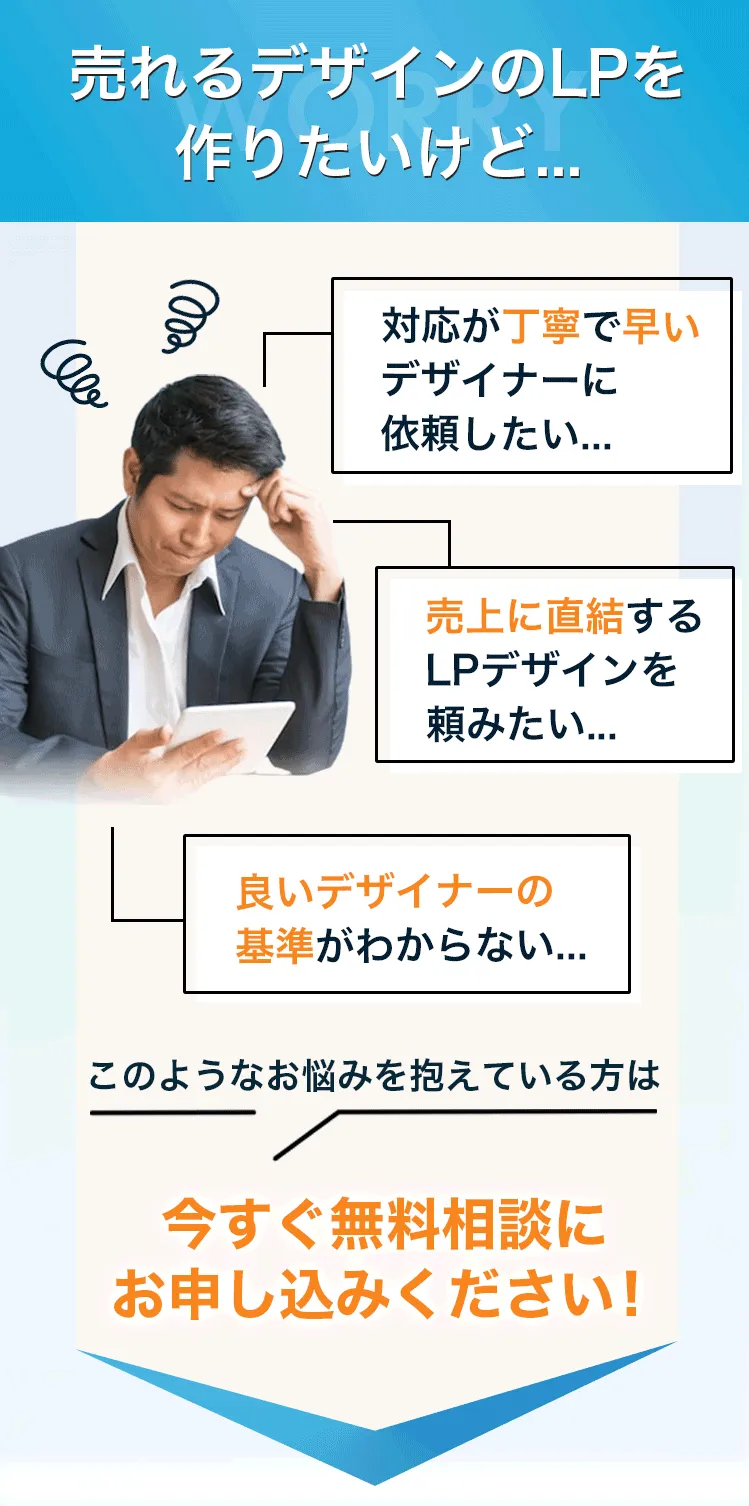 WORRY
売れるデザインのLPを
作りたいけど...
対応が丁寧で早い
デザイナーに
依頼したい...
売上に直結する
LPデザインを
頼みたい...
良いデザイナーの
基準がわからない...
このようなお悩みを抱えている方は
今すぐ無料相談に
お申し込みください!